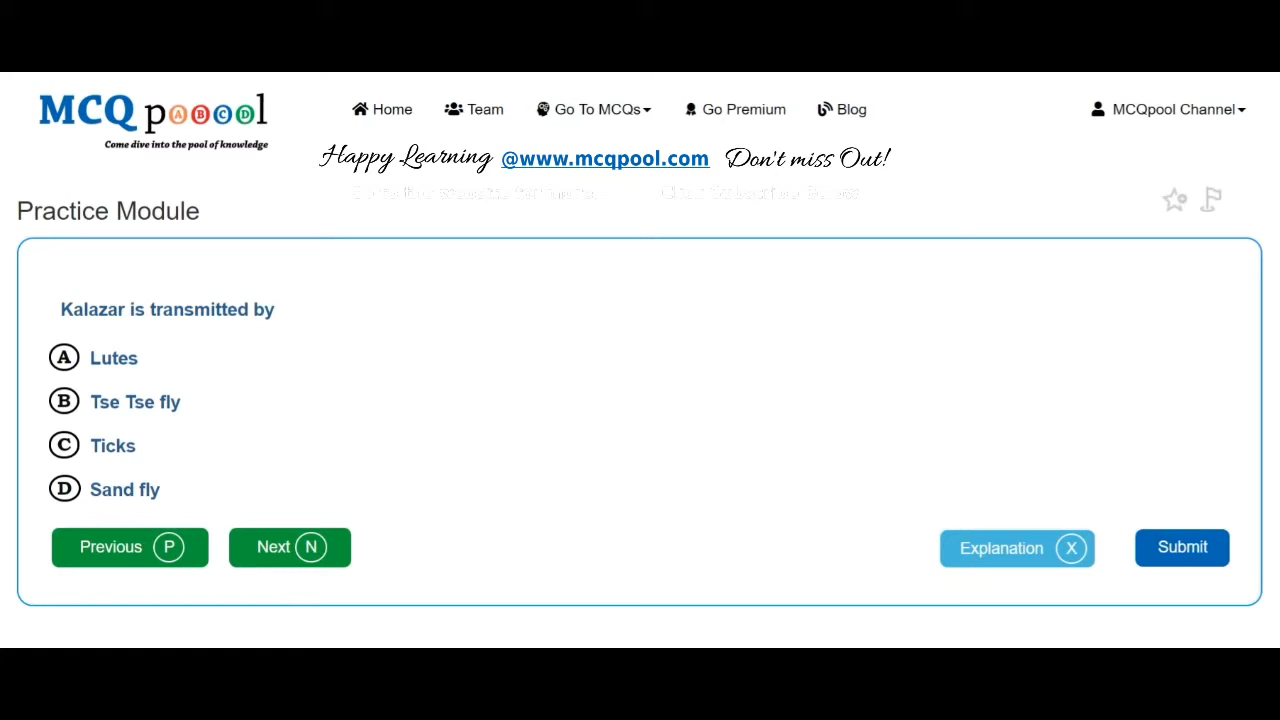 MCQ poool
Come dive into the pool of knowledge
Home Team Go To MCQs Go Premium Blog MCQpool Channel
Happy Learning @www.mcqpool.com Don't miss Out!
Practice Module
Kalazar is transmitted by
A Lutes
B Tse Tse fly
C Ticks
D Sand fly
Previous P Next N Explanation X Submit